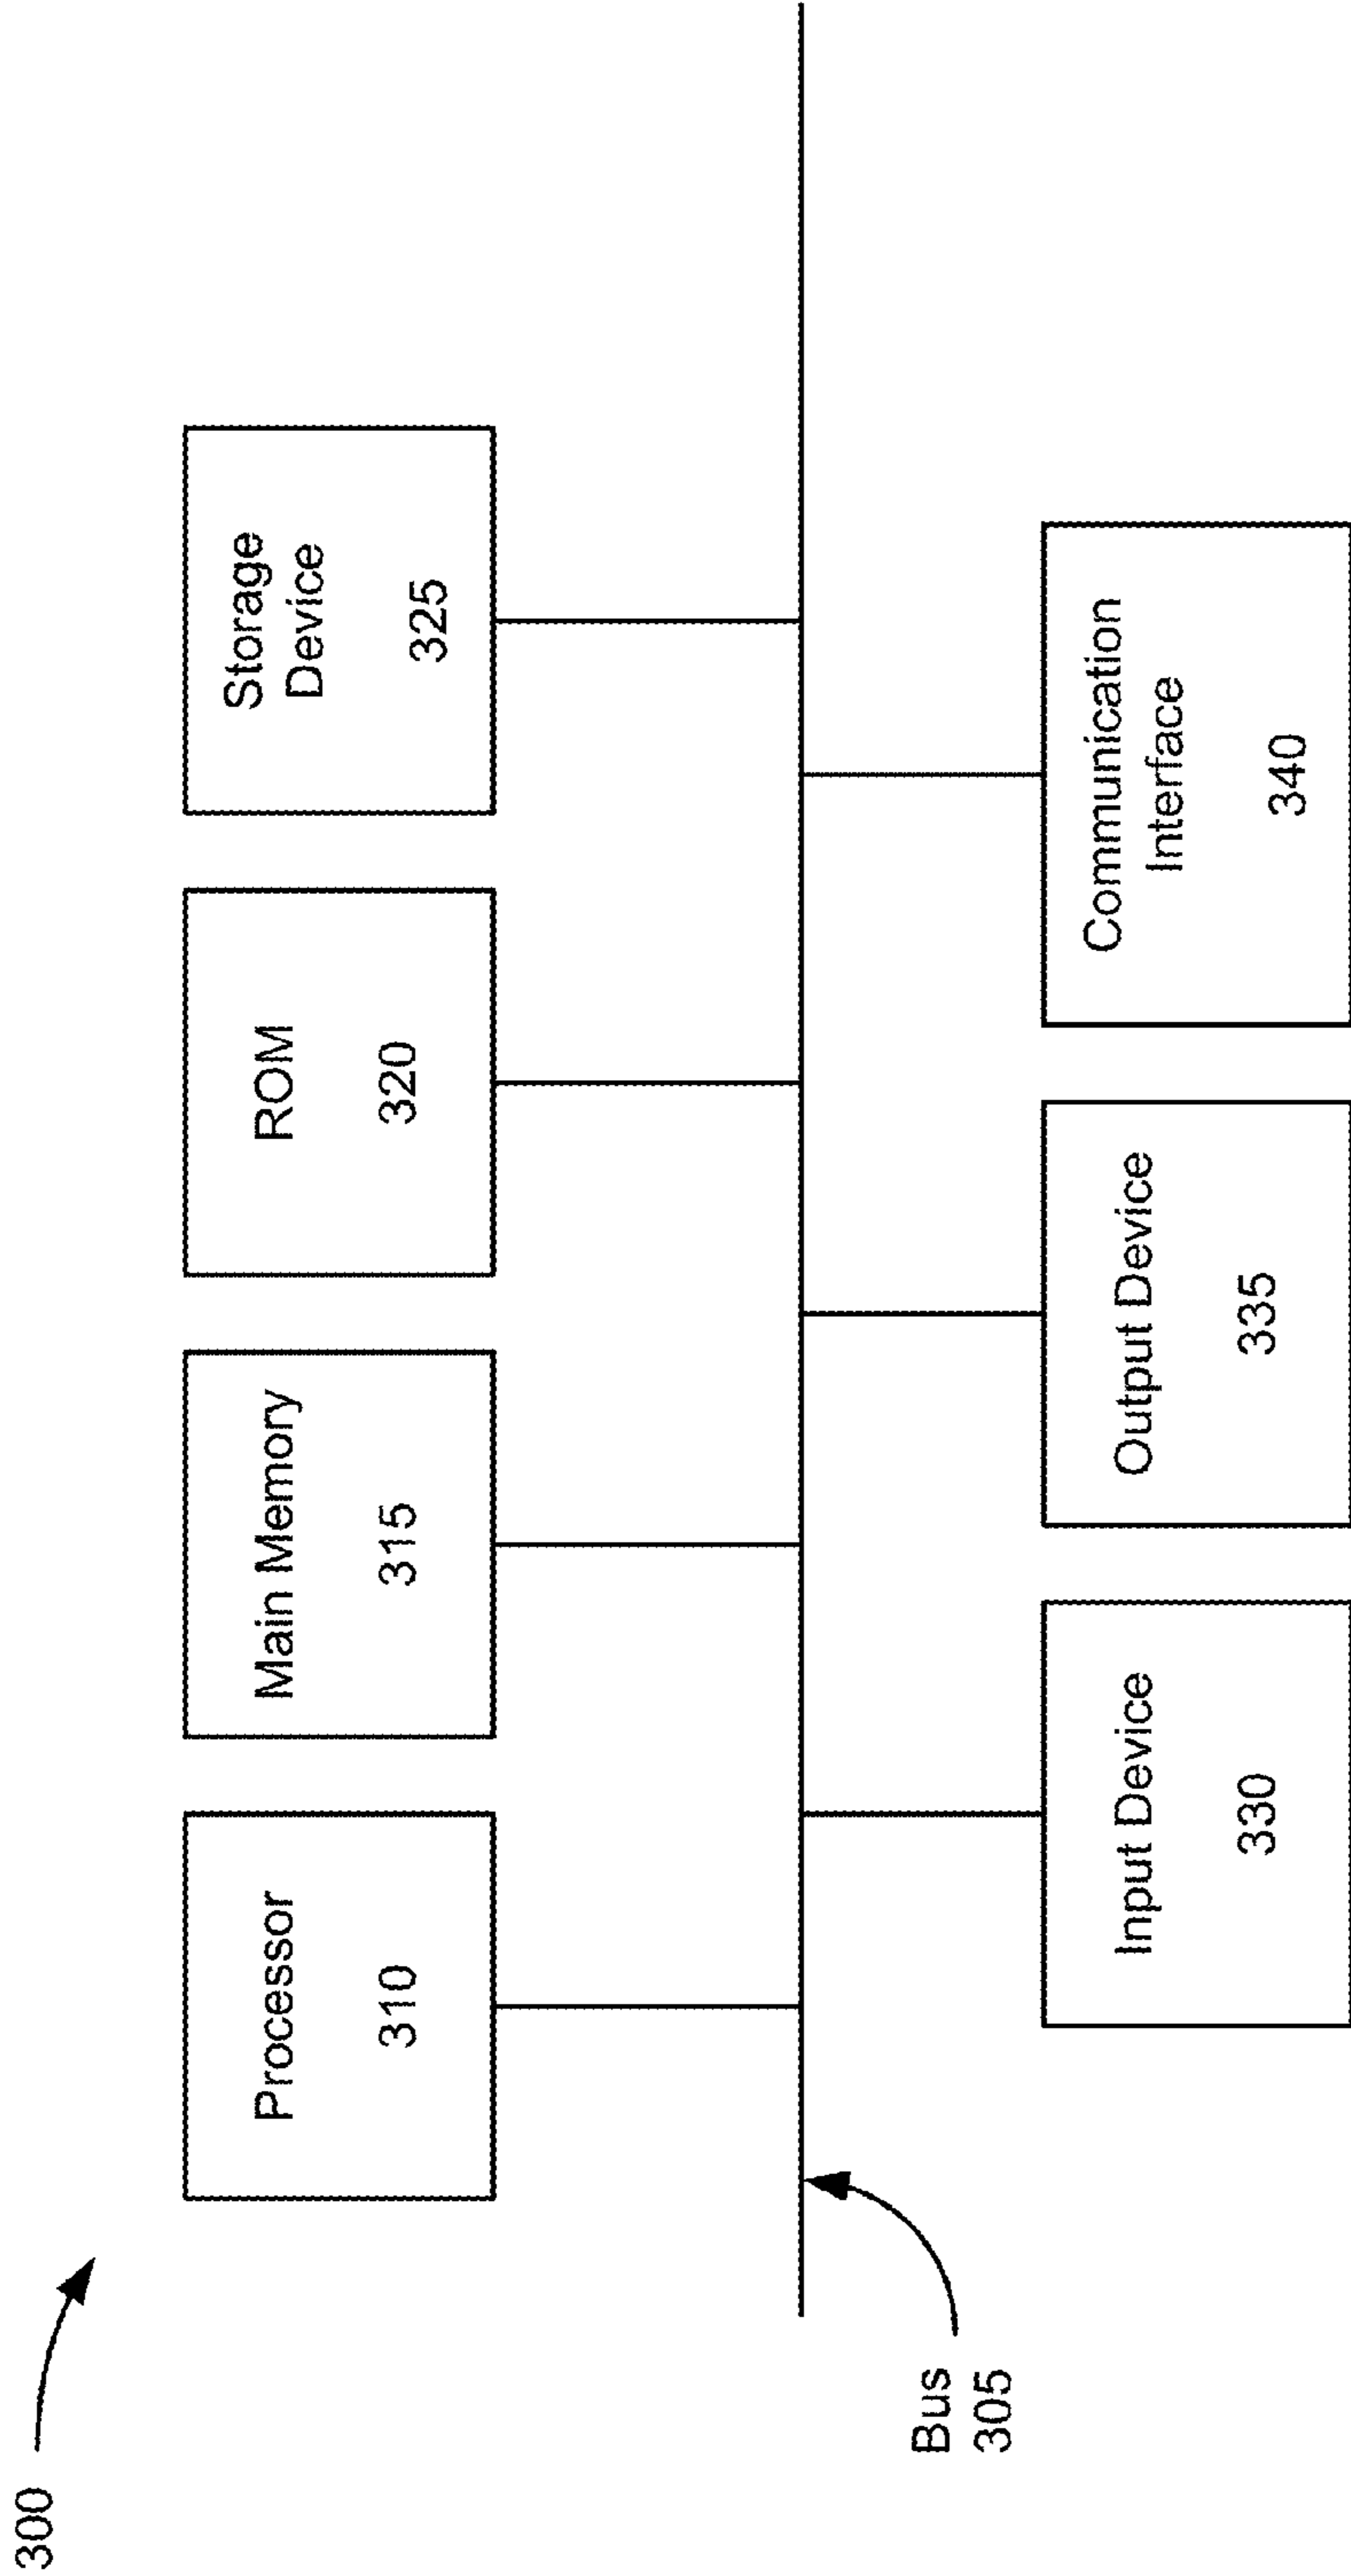 300
Processor
310
Main Memory
315
ROM
320
Storage
Device
325
Bus
305
Input Device
330
Output Device
335
Communication
Interface
340